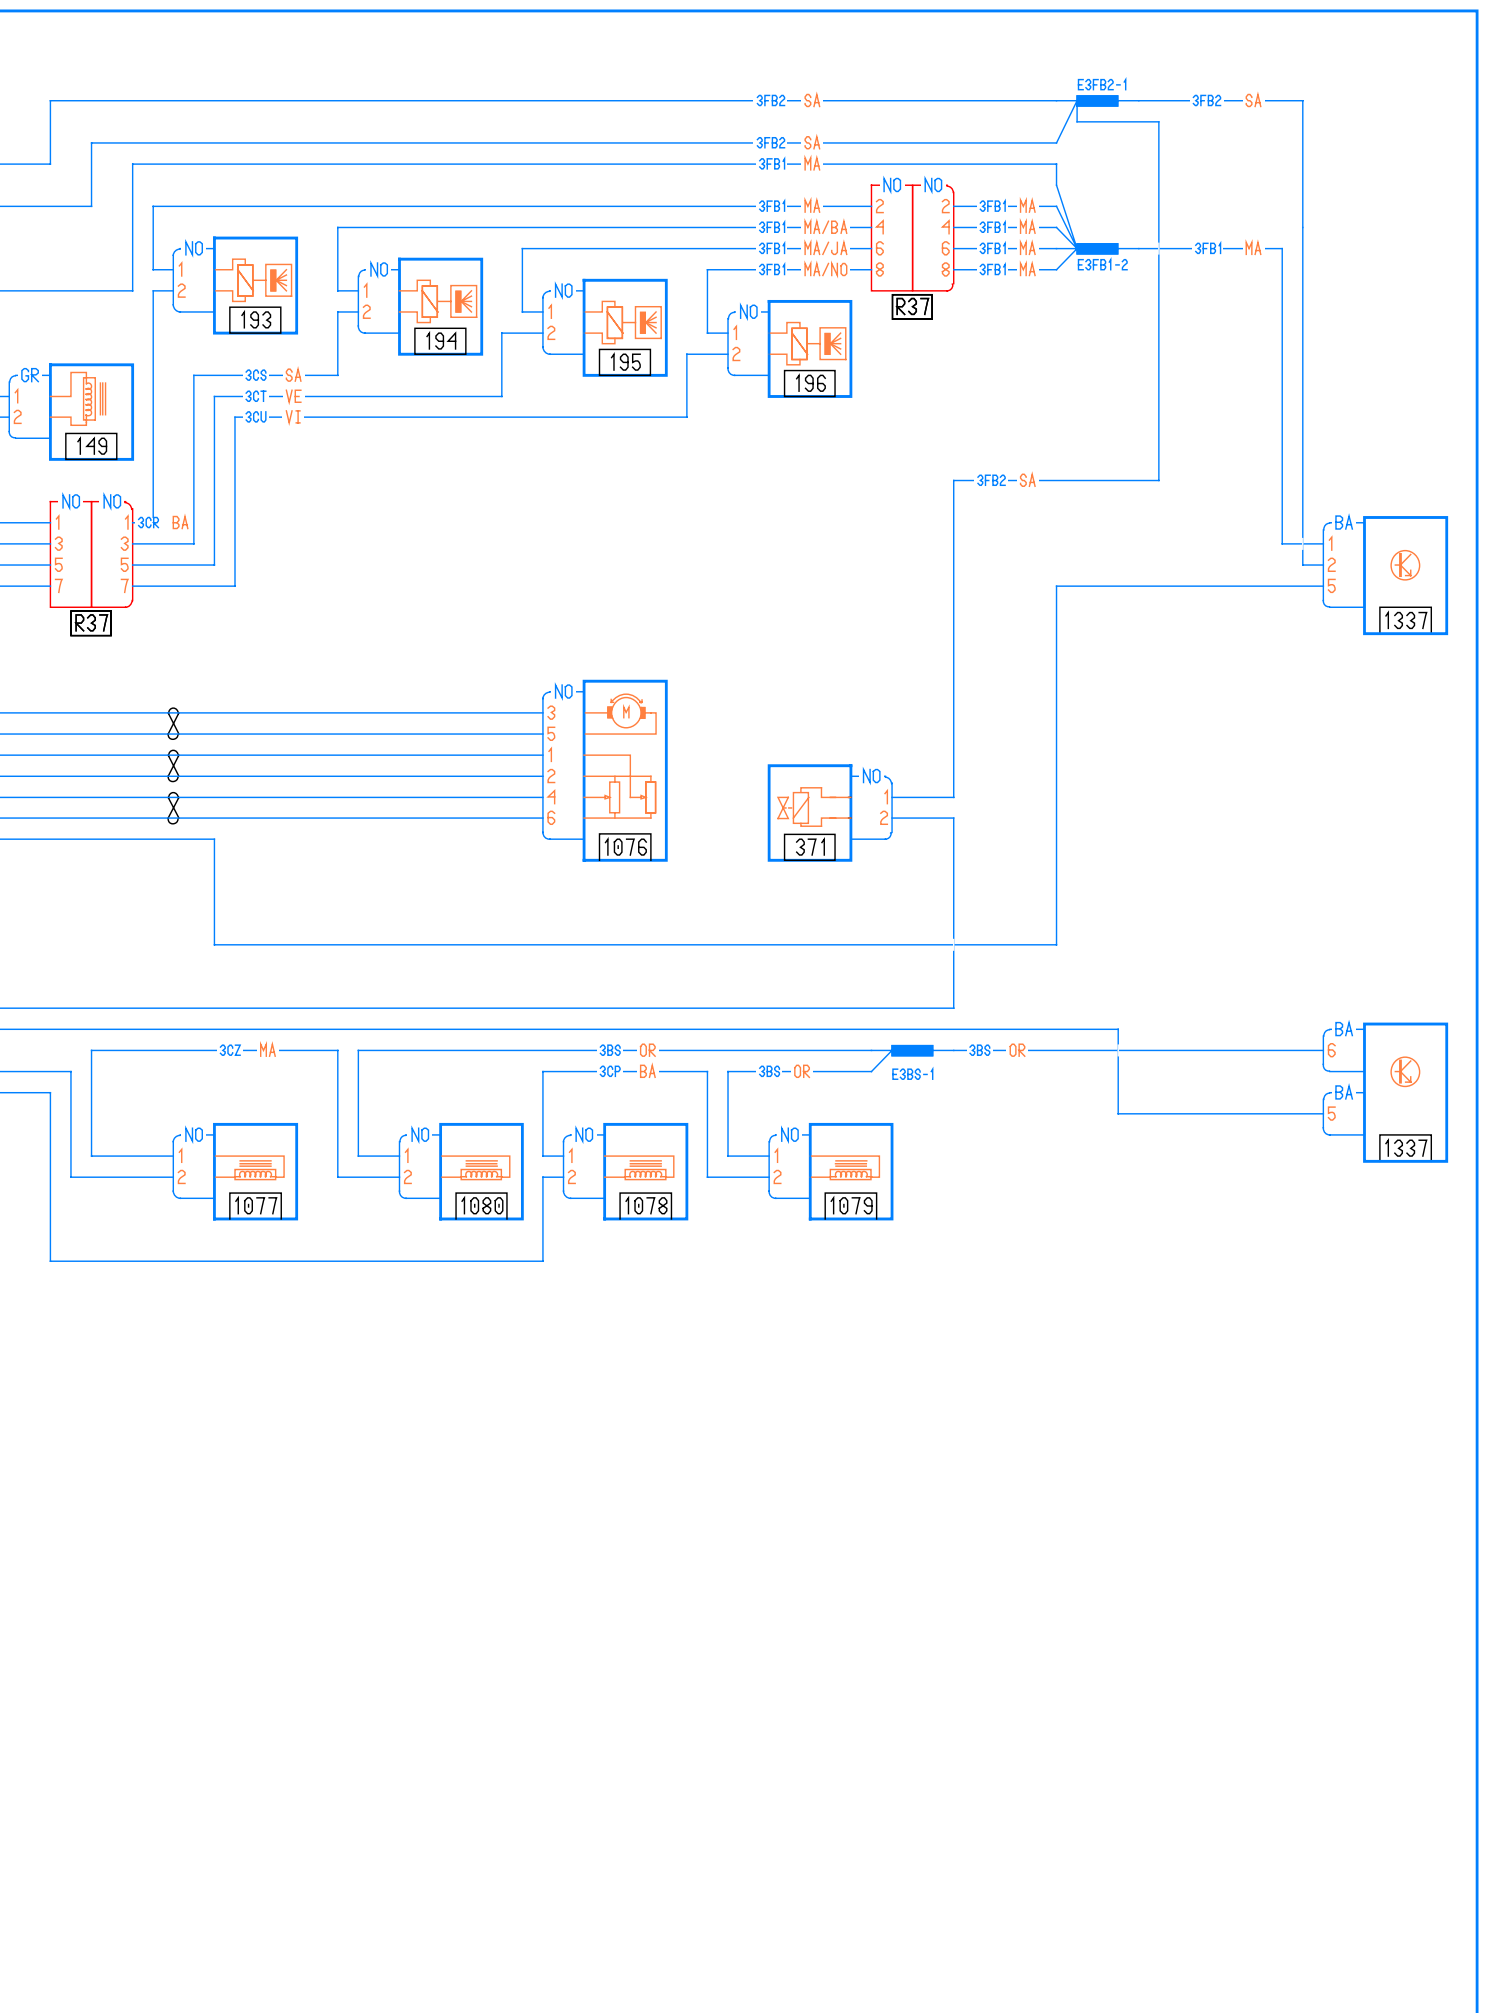 E3FB2-1
3FB2 SA 3FB2 SA
3FB2 SA
3FB1 MA
NO NO
3FB1 MA 2 2 3FB1 MA
3FB1 MA/BA 4 4 3FB1 MA
NO 3FB1 MA/JA 6 6 3FB1 MA 3FB1 MA
E3FB1-2
1 NO 3FB1 MA/NO 8 8 3FB1 MA
2 1 NO
193 2 1 NO R37
194 2 1
195 2
196
GR 3CS SA
1 3CT VE
2 3CU VI
149
3FB2 SA
NO NO
1 1 3CR BA BA
3 3 1
5 5 2
7 7 5
R37 1337
NO
3 M
5
1
2 NO
4 1
6 2
1076 371
BA
3CZ MA 3BS OR 3BS OR 6
3CP BA 3BS OR E3BS-1
BA
5
NO NO NO NO 1337
1 1 1 1
2 2 2 2
1077 1080 1078 1079